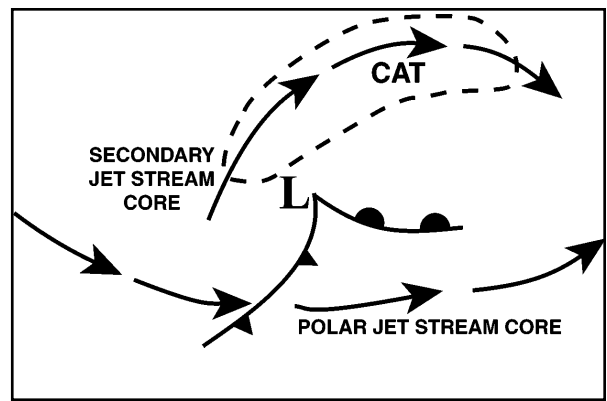 CAT
SECONDARY
JET STREAM
CORE
L
POLAR JET STREAM CORE